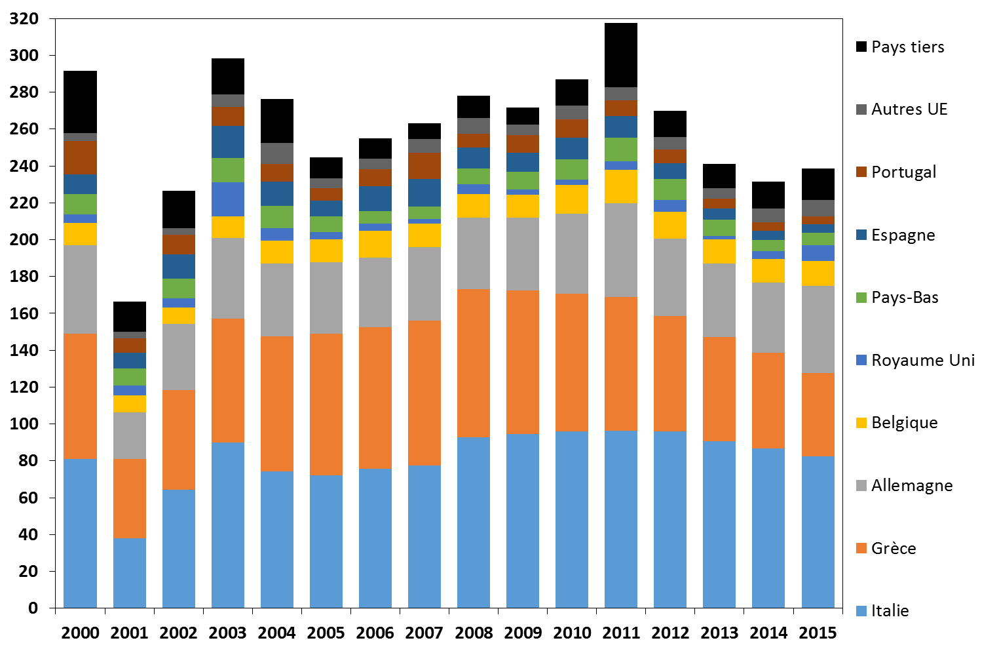 320
300
280
260
240
220
200
180
160
140
120
100
80
60
40
20
0
2000 2001 2002 2003 2004 2005 2006 2007 2008 2009 2010 2011 2012 2013 2014 2015
Pays tiers
Autres UE
Portugal
Espagne
Pays-Bas
Royaume Uni
Belgique
Allemagne
Grèce
Italie